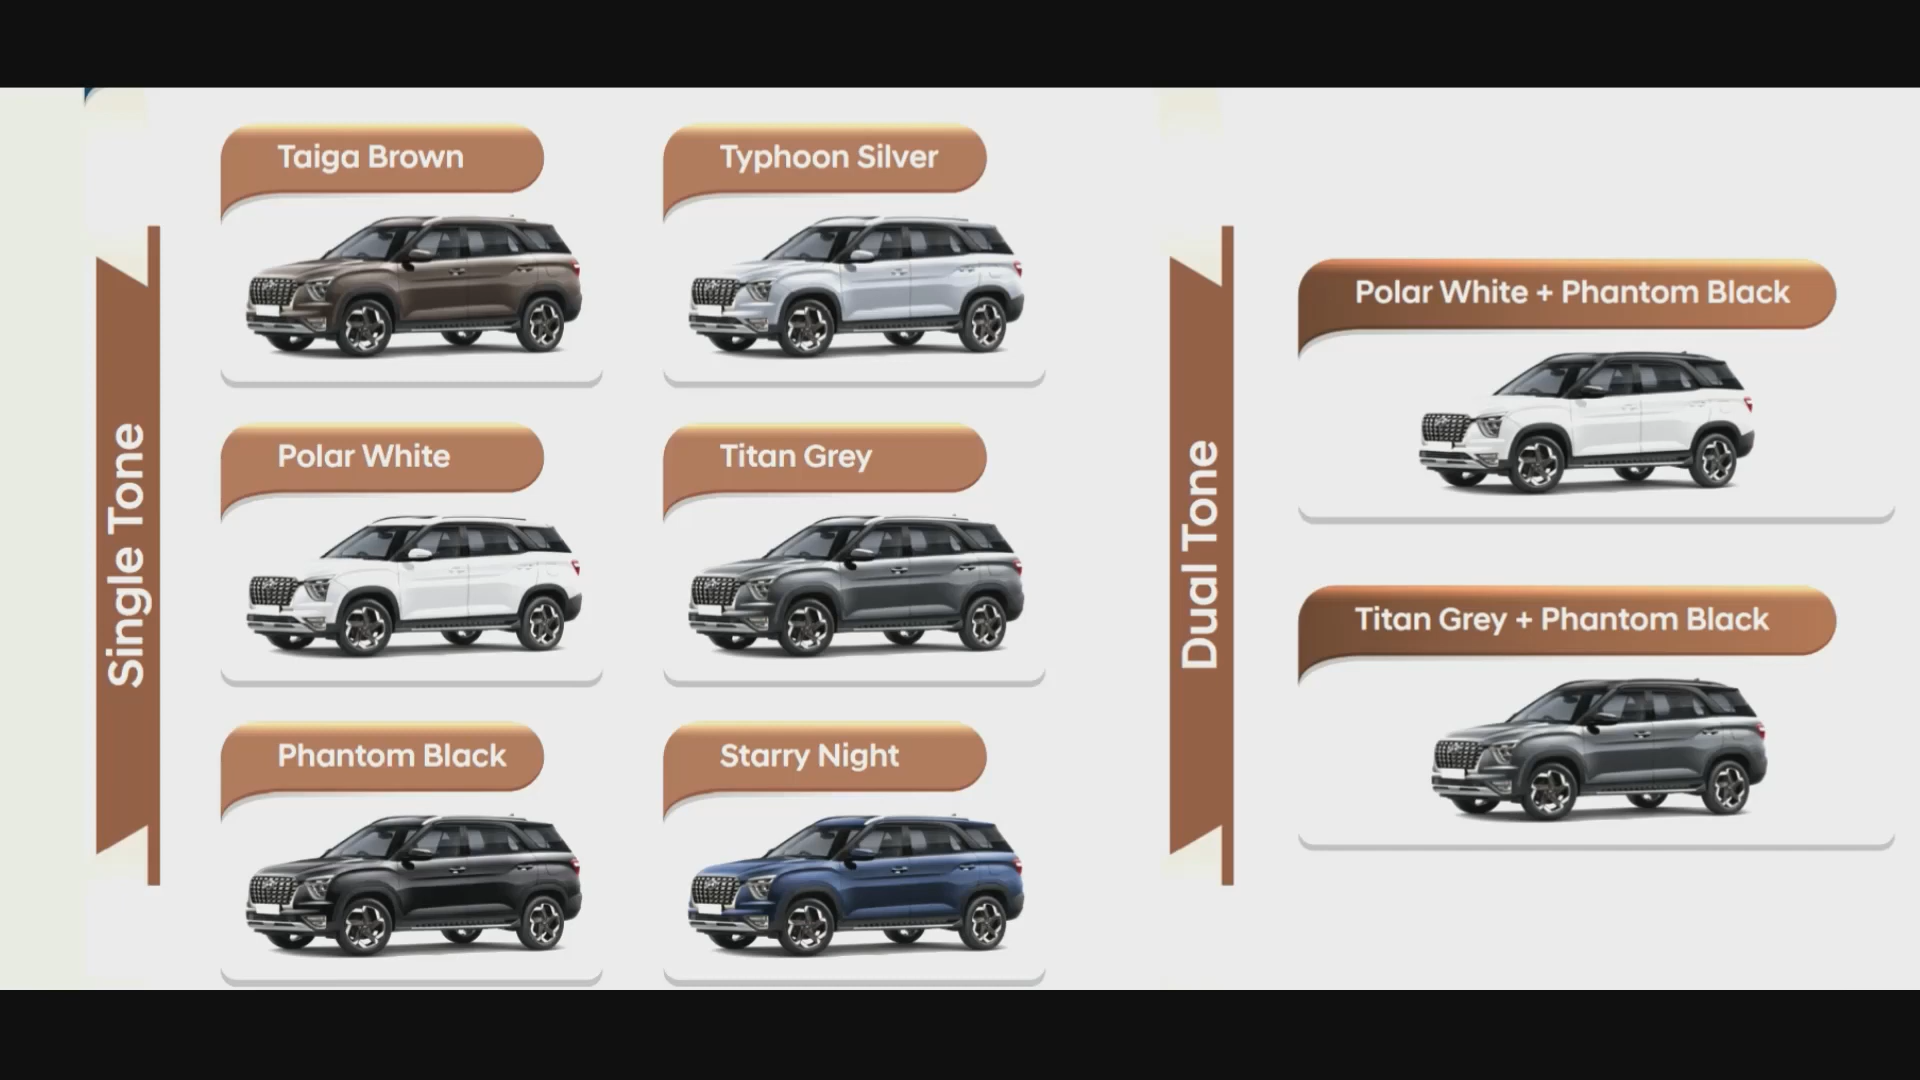 Single Tone
Taiga Brown
Typhoon Silver
Polar White
Titan Grey
Phantom Black
Starry Night
Dual Tone
Polar White + Phantom Black
Titan Grey + Phantom Black